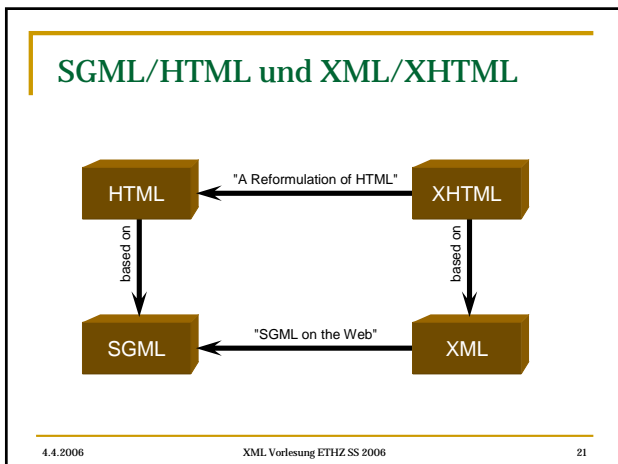 SGML/HTML und XML/XHTML
"A Reformulation of HTML"
HTML
XHTML
based on
based on
"SGML on the Web"
SGML
XML
4.4.2006
XML Vorlesung ETHZ SS 2006
21